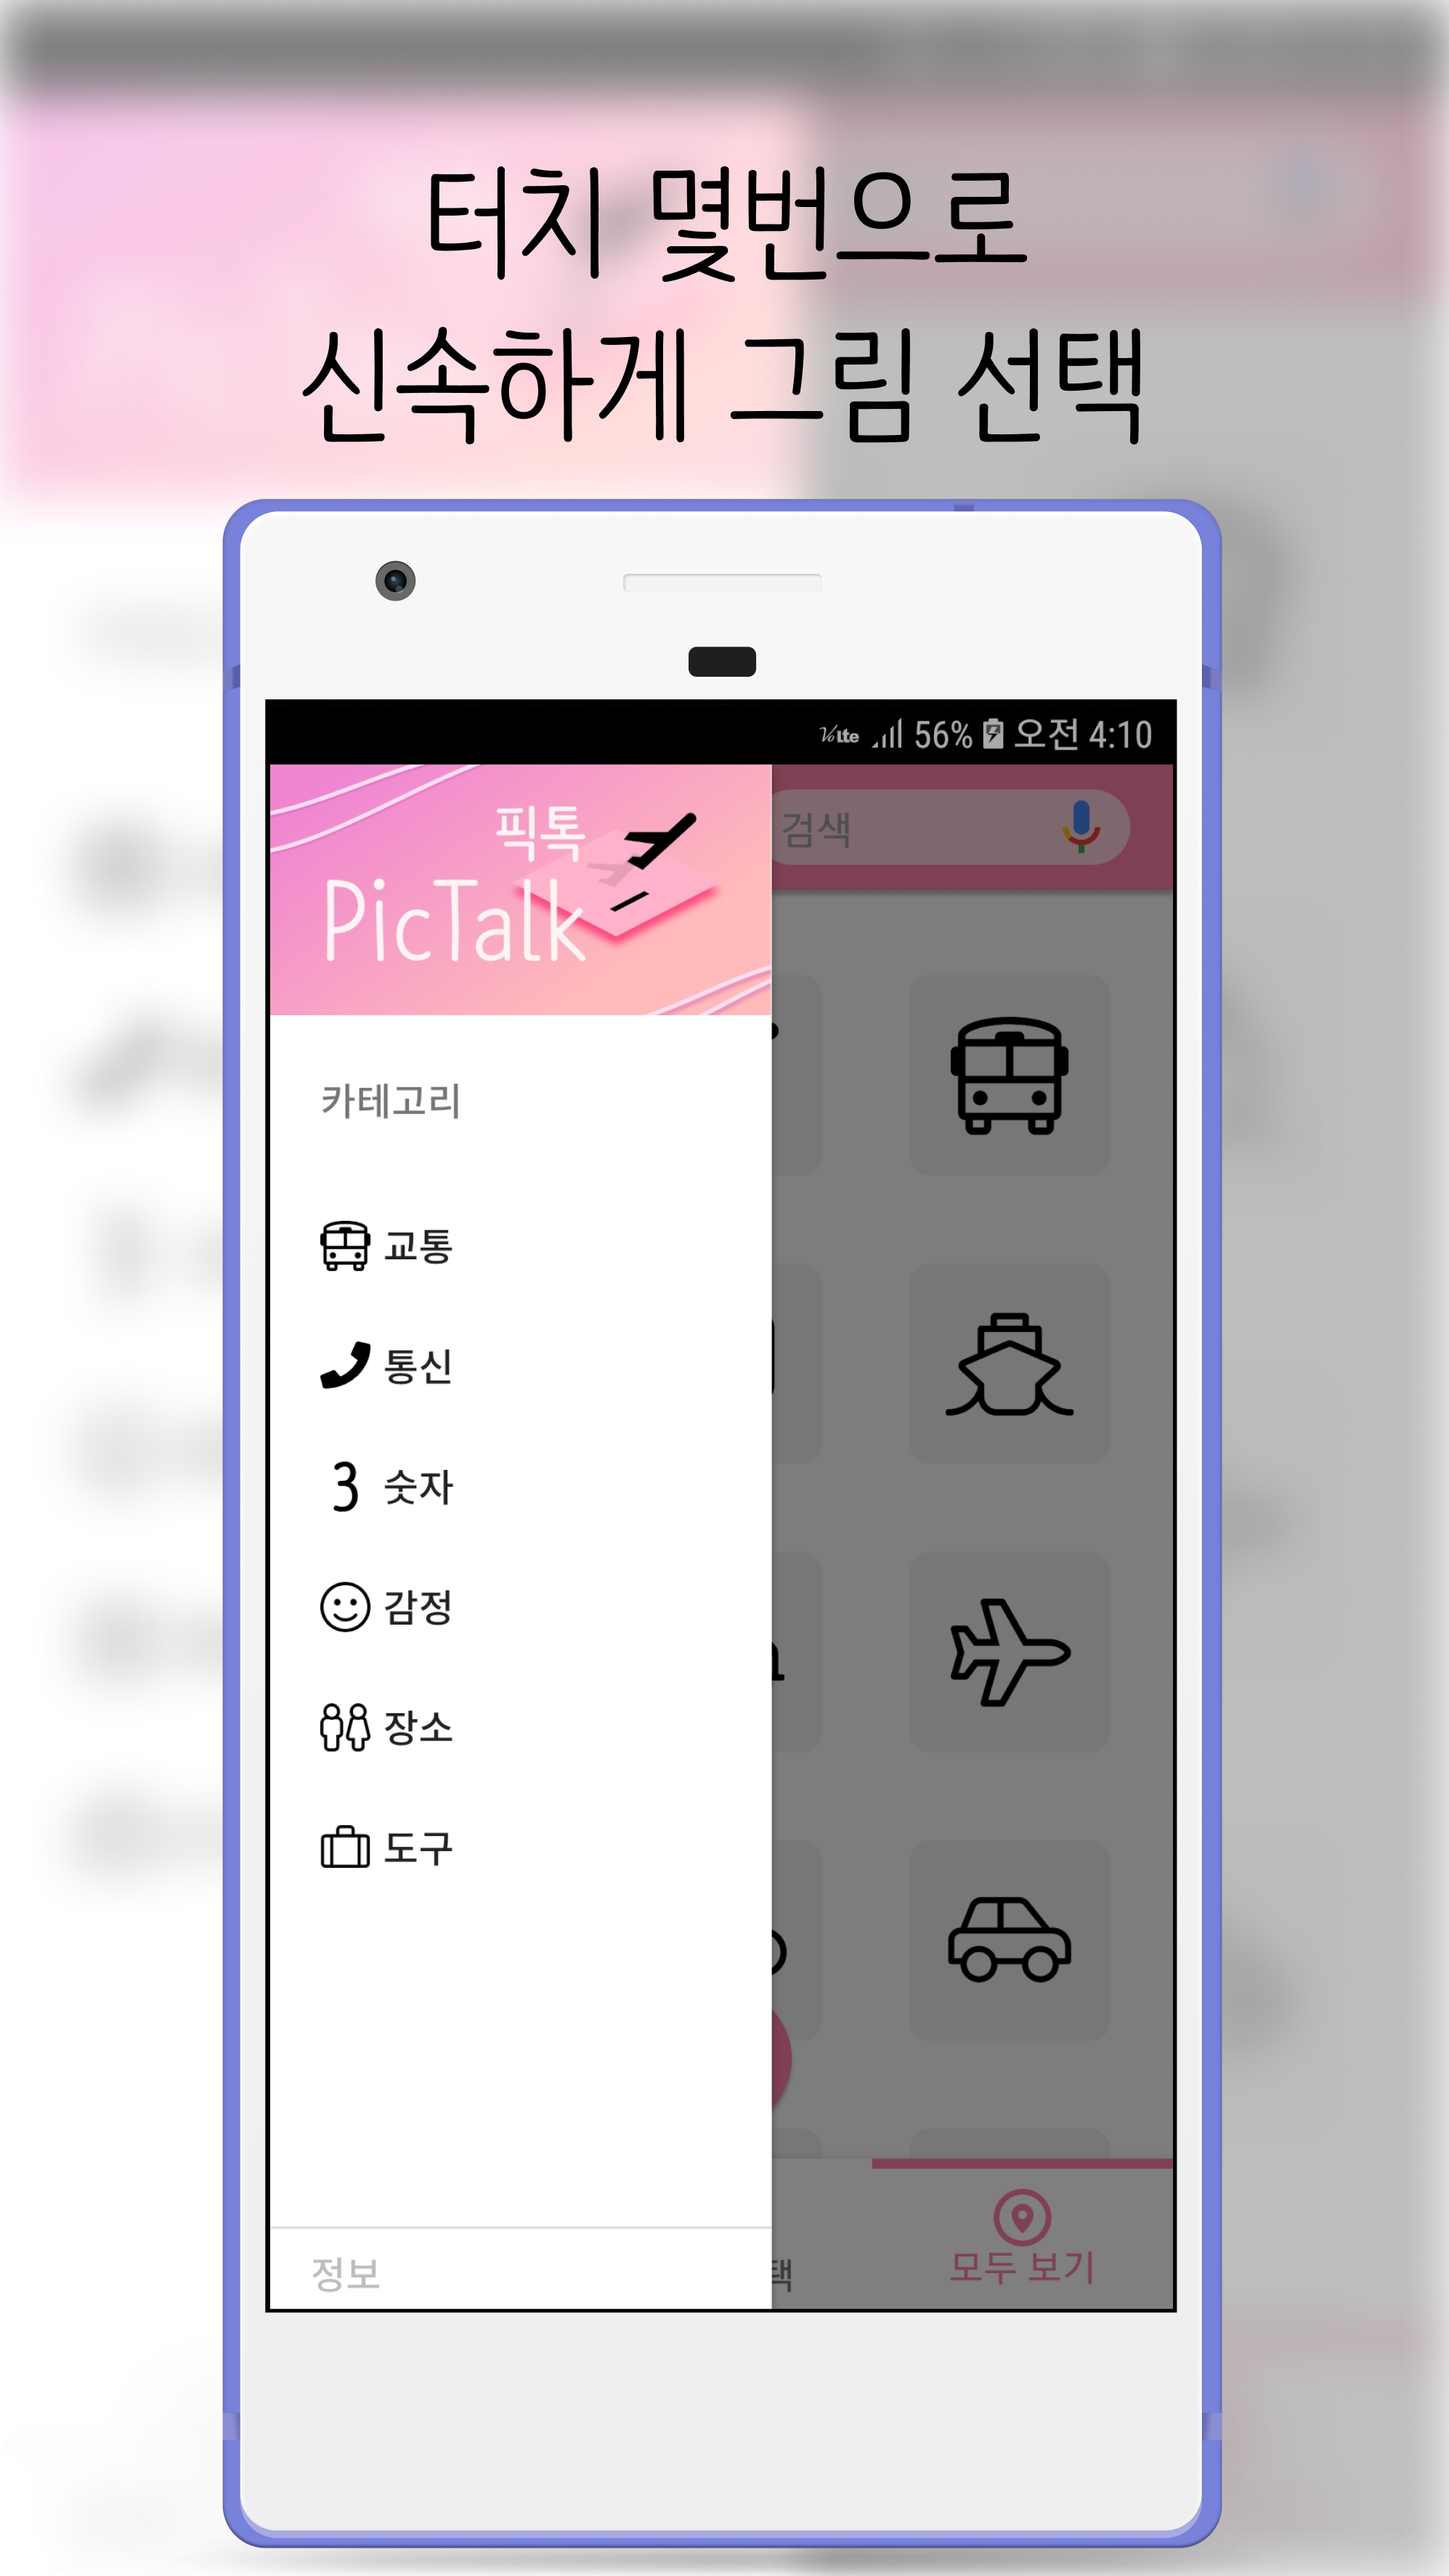 터치 몇번으로
신속하게 그림 선택
VoLte 56% 오전 4:10
픽톡
PicTalk
검색
카테고리
교통
통신
3 숫자
감정
장소
도구
정보
택
모두 보기